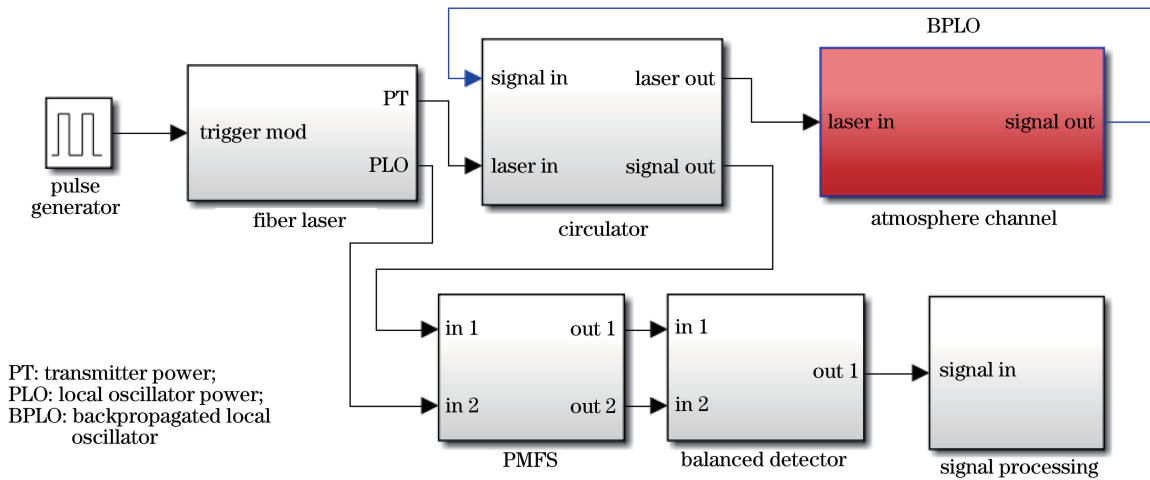 BPLO
PT
trigger mod
PLO
fiber laser
pulse
generator
signal in
laser out
laser in
signal out
circulator
laser in
signal out
atmosphere channel
in 1
out 1
in 2
out 2
PMFS
in 1
out 1
in 2
balanced detector
signal in
signal processing
PT: transmitter power;
PLO: local oscillator power;
BPLO: backpropagated local
oscillator